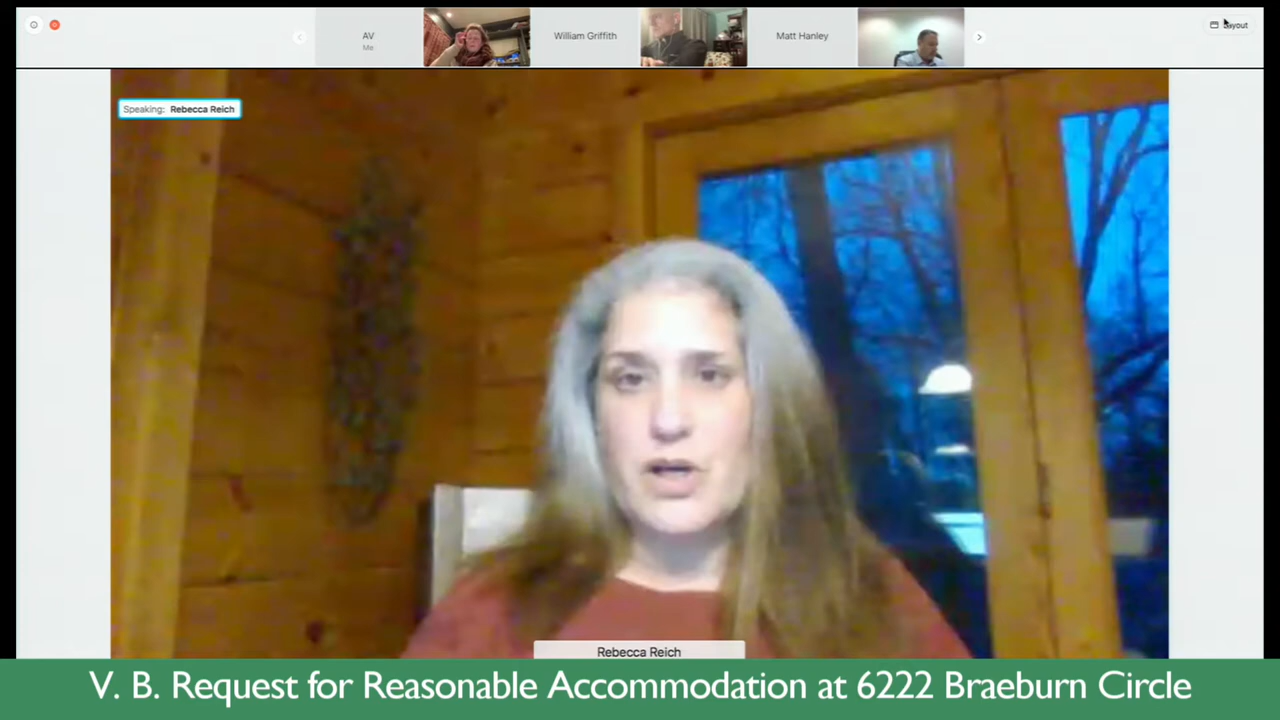 AV
Me
William Griffith
Matt Hanley
Layout
Speaking: Rebecca Reich
Rebecca Reich
V. B. Request for Reasonable Accommodation at 6222 Braeburn Circle